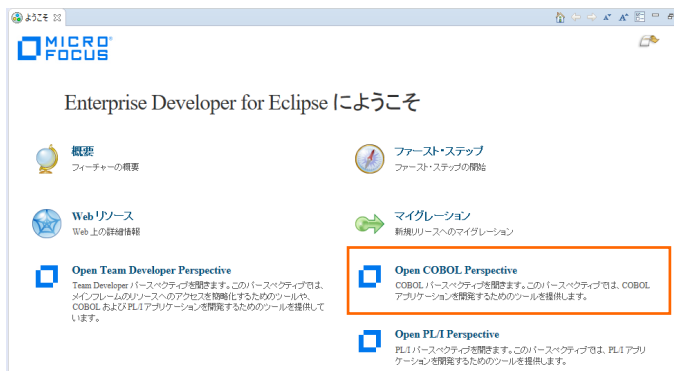 ようこそ
MICRO
FOCUS
Enterprise Developer for Eclipse にようこそ
概要
フィーチャーの概要
ファースト・ステップ
ファースト・ステップの開始
Web リソース
Web 上の詳細情報
マイグレーション
新規リリースへのマイグレーション
Open Team Developer Perspective
Team Developer パースペクティブを開きます。このパースペクティブでは、
メインフレームのリソースへのアクセスを簡略化するためのツールや、
COBOL および PL/I アプリケーションを開発するためのツールを提供して
います。
Open COBOL Perspective
COBOL パースペクティブを開きます。このパースペクティブでは、COBOL
アプリケーションを開発するためのツールを提供します。
Open PL/I Perspective
PL/I パースペクティブを開きます。このパースペクティブでは、PL/I アプリ
ケーションを開発するためのツールを提供します。